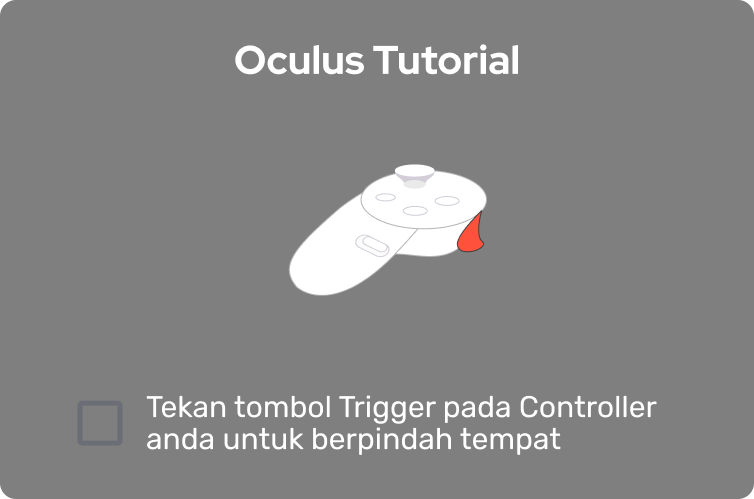 Oculus Tutorial
Tekan tombol Trigger pada Controller
anda untuk berpindah tempat